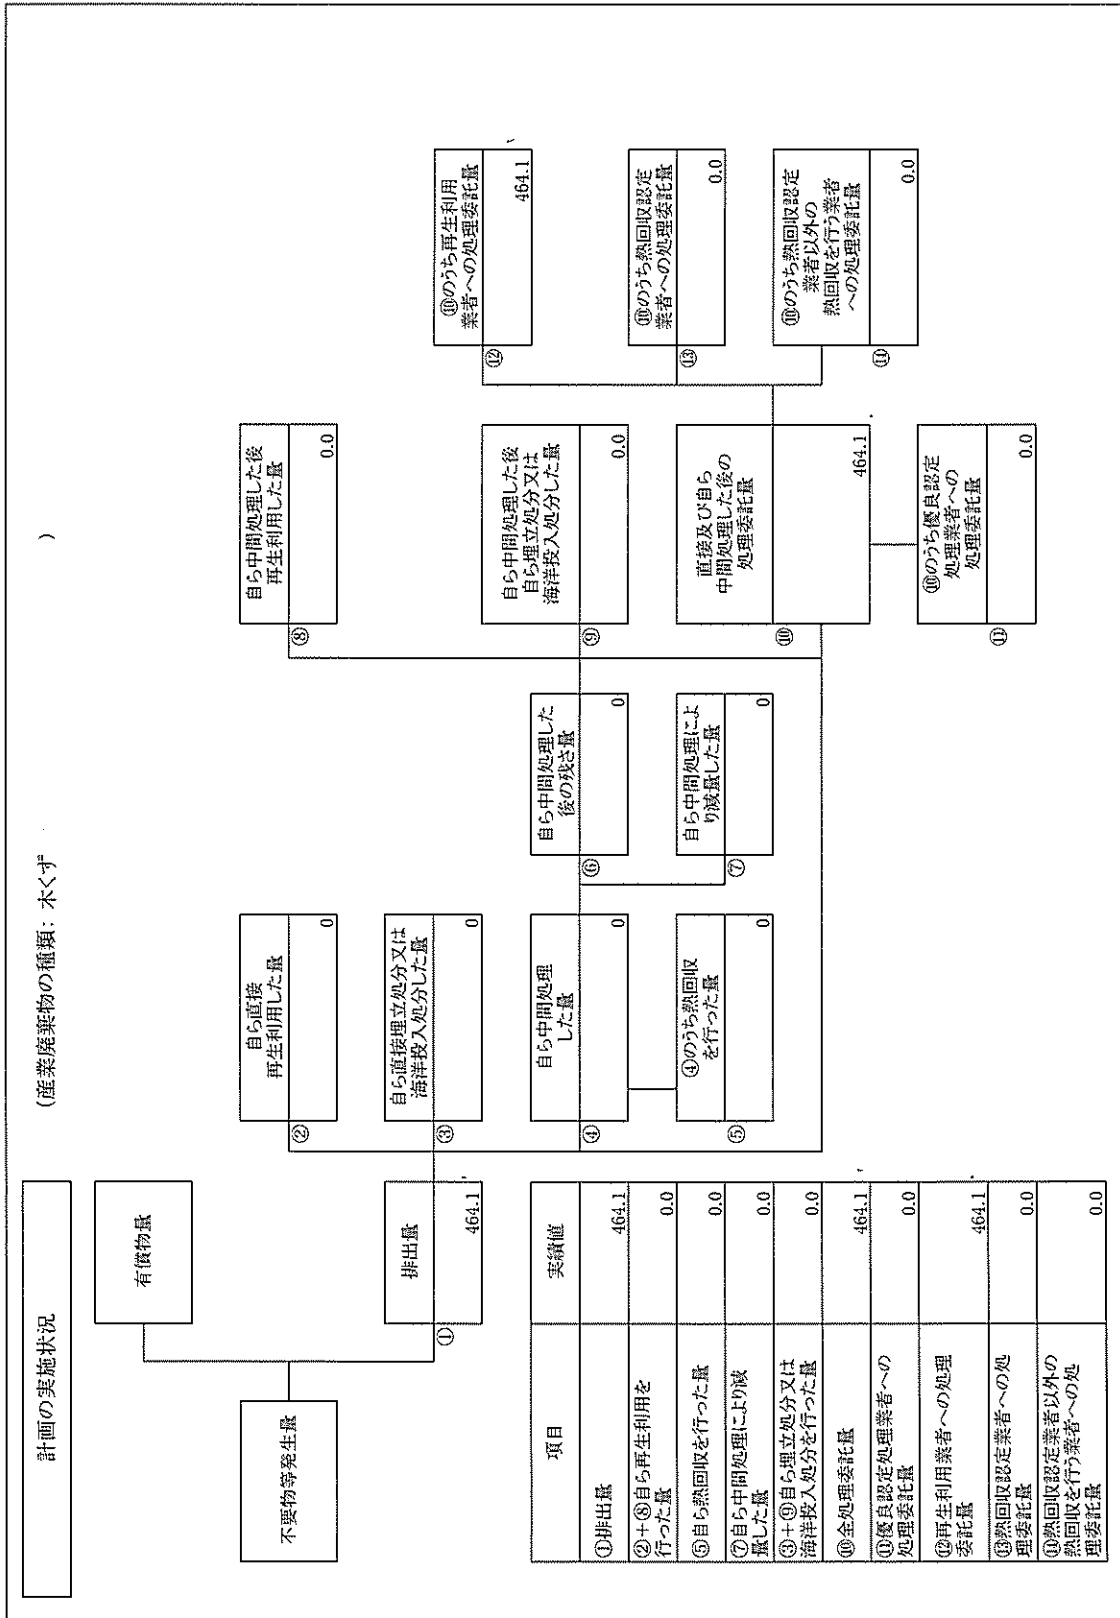 計画の実施状況
(産業廃棄物の種類: 木くず
)
不要物等発生量
有償物量
排出量
①
464.1
自ら直接
再生利用した量
②
0
自ら直接埋立処分又は
海洋投入処分した量
③
0
自ら中間処理
した量
④
0
④のうち熱回収
を行った量
⑤
0
自ら中間処理した
後の残さ量
⑥
0
自ら中間処理によ
り減量した量
⑦
0
自ら中間処理した後
再生利用した量
⑧
0.0
自ら中間処理した後
自ら埋立処分又は
海洋投入処分した量
⑨
0.0
直接及び自ら
中間処理した後の
処理委託量
⑩
464.1
⑩のうち優良認定
処理業者への
処理委託量
⑪
0.0
⑩のうち再生利用
業者への処理委託量
⑫
464.1
⑩のうち熱回収認定
業者への処理委託量
⑬
0.0
⑩のうち熱回収認定
業者以外の
熱回収を行う業者
への処理委託量
⑭
0.0
項目
実績値
①排出量
464.1
②+⑧自ら再生利用を
行った量
0.0
⑤自ら熱回収を行った量
0.0
⑦自ら中間処理により減
量した量
0.0
③+⑨自ら埋立処分又は
海洋投入処分を行った量
0.0
⑩全処理委託量
464.1
⑪優良認定処理業者への
処理委託量
0.0
⑫再生利用業者への処理
委託量
464.1
⑬熱回収認定業者への処
理委託量
0.0
⑭熱回収認定業者以外の
熱回収を行う業者への処
理委託量
0.0